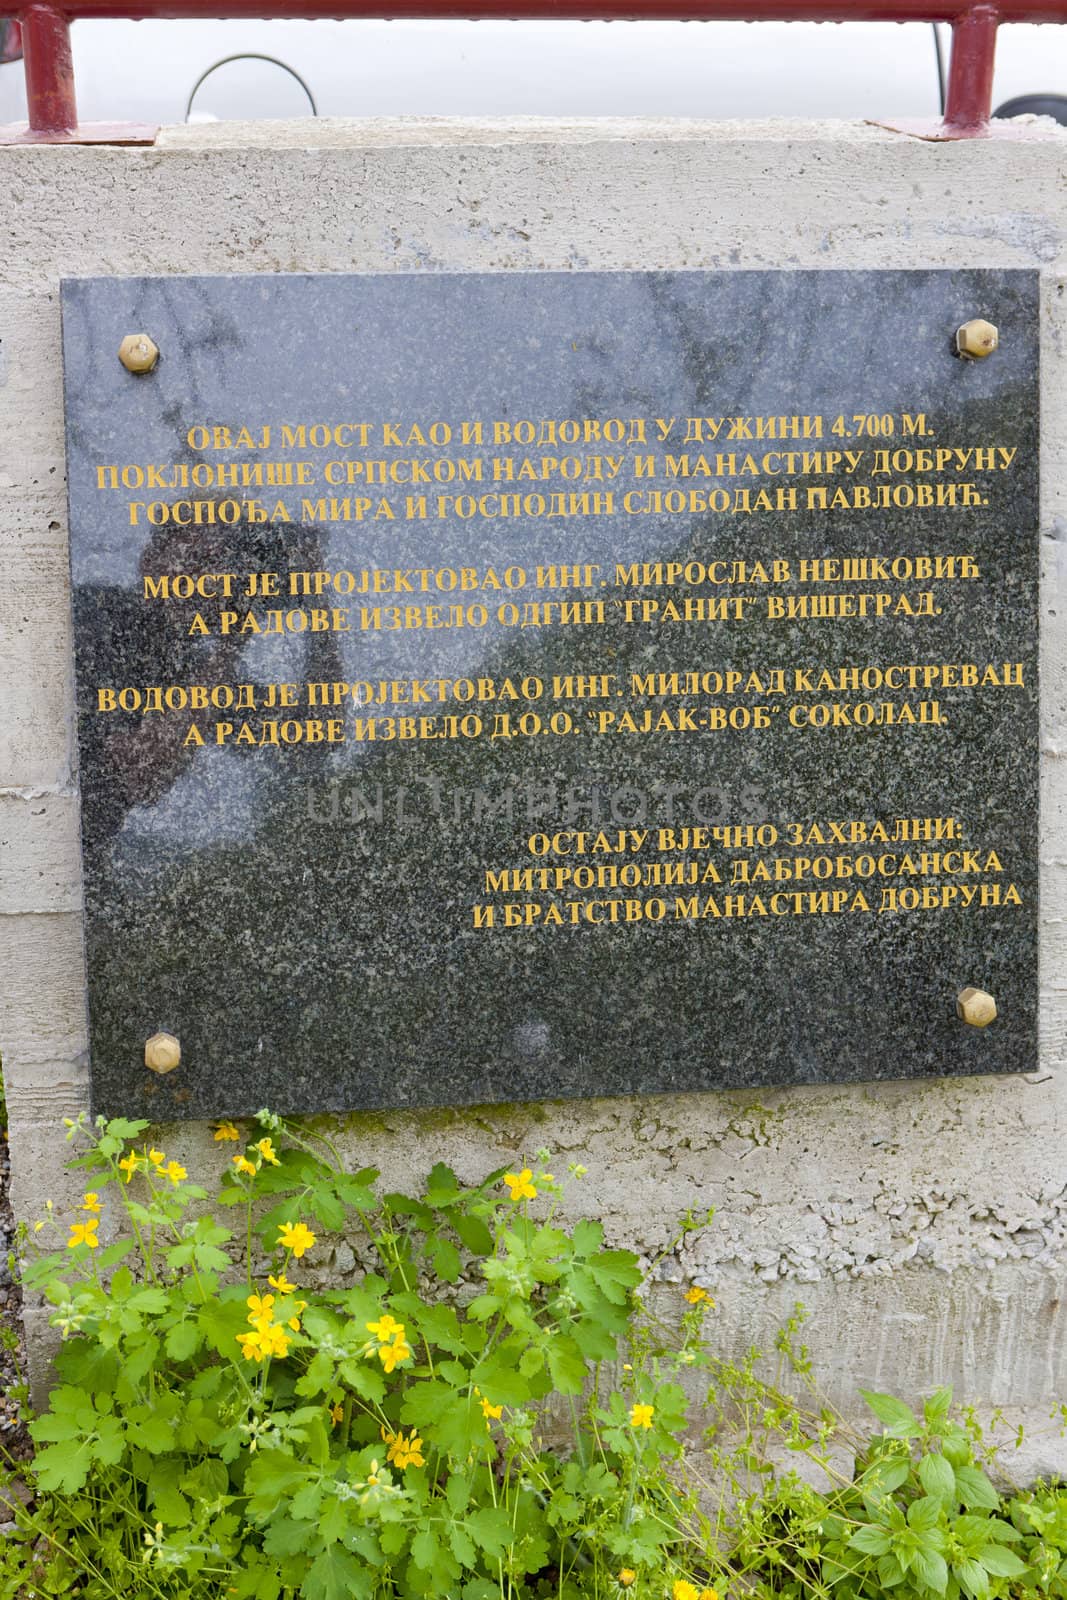 ОВАЈ МОСТ КАО И ВОДОВОД У ДУЖИНИ 4.700 М.
ПОКЛОНИШЕ СРПСКОМ НАРОДУ И МАНАСТИРУ ДОБРУНУ
ГОСПОЂА МИРА И ГОСПОДИН СЛОБОДАН ПАВЛОВИЋ.
МОСТ ЈЕ ПРОЈЕКТОВАО ИНГ. МИРОСЛАВ НЕШКОВИЋ
А РАДОВЕ ИЗВЕЛО ОДГИП "ГРАНИТ" ВИШЕГРАД.
ВОДОВОД ЈЕ ПРОЈЕКТОВАО ИНГ. МИЛОРАД КАНОСТРЕВАЦ
А РАДОВЕ ИЗВЕЛО Д.О.О. "РАЈАК-ВОБ" СОКОЛАЦ.
UNLIMPHOTOS
ОСТАЈУ ВЈЕЧНО ЗАХВАЛНИ:
МИТРОПОЛИЈА ДАБРОБОСАНСКА
И БРАТСТВО МАНАСТИРА ДОБРУНА